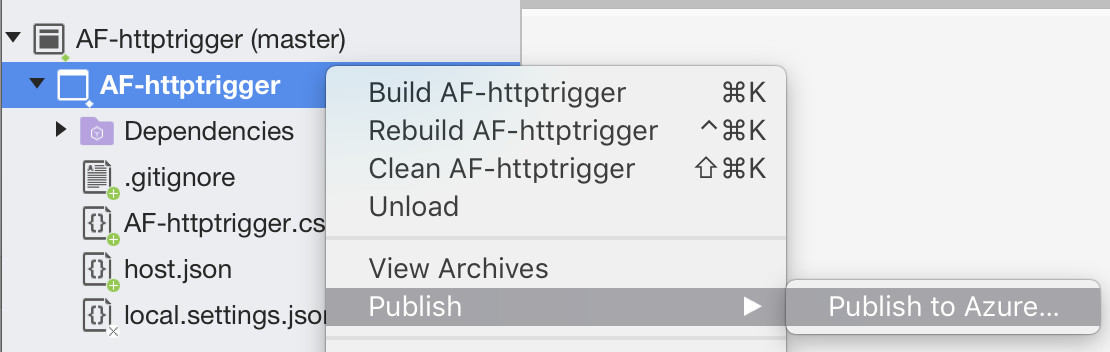 AF-httptrigger (master)
AF-httptrigger
Dependencies
.gitignore
AF-httptrigger.cs
host.json
local.settings.jso
Build AF-httptrigger ⌘K
Rebuild AF-httptrigger ^⌘K
Clean AF-httptrigger ⇧⌘K
Unload
View Archives
Publish ▶
Publish to Azure...